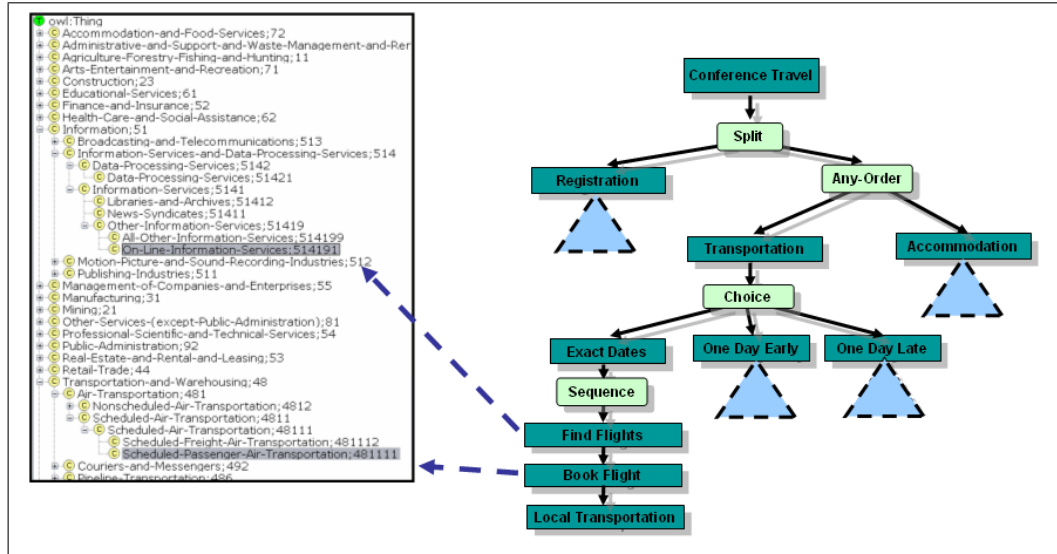 owl:Thing
Accommodation-and-Food-Services;72
Administrative-and-Support-and-Waste-Management-and-Rer
Agriculture-Forestry-Fishing-and-Hunting;11
Arts-Entertainment-and-Recreation;71
Construction;23
Educational-Services;61
Finance-and-Insurance;52
Health-Care-and-Social-Assistance;62
Information;51
Broadcasting-and-Telecommunications;513
Information-Services-and-Data-Processing-Services;514
Data-Processing-Services;5142
Data-Processing-Services;51421
Information-Services;5141
Libraries-and-Archives;51412
News-Syndicates;51411
Other-Information-Services;51419
All-Other-Information-Services;514199
On-Line-Information-Services;514191
Motion-Picture-and-Sound-Recording-Industries;512
Publishing-Industries;511
Management-of-Companies-and-Enterprises;55
Manufacturing;31
Mining;21
Other-Services-(except-Public-Administration);81
Professional-Scientific-and-Technical-Services;54
Public-Administration;92
Real-Estate-and-Rental-and-Leasing;53
Retail-Trade;44
Transportation-and-Warehousing;48
Air-Transportation;481
Nonscheduled-Air-Transportation;4812
Scheduled-Air-Transportation;4811
Scheduled-Air-Transportation;48111
Scheduled-Freight-Air-Transportation;481112
Scheduled-Passenger-Air-Transportation;481111
Couriers-and-Messengers;492
Pipeline-Transportation;486
Conference Travel
Split
Registration
Any-Order
Transportation
Accommodation
Choice
Exact Dates
One Day Early
One Day Late
Sequence
Find Flights
Book Flight
Local Transportation